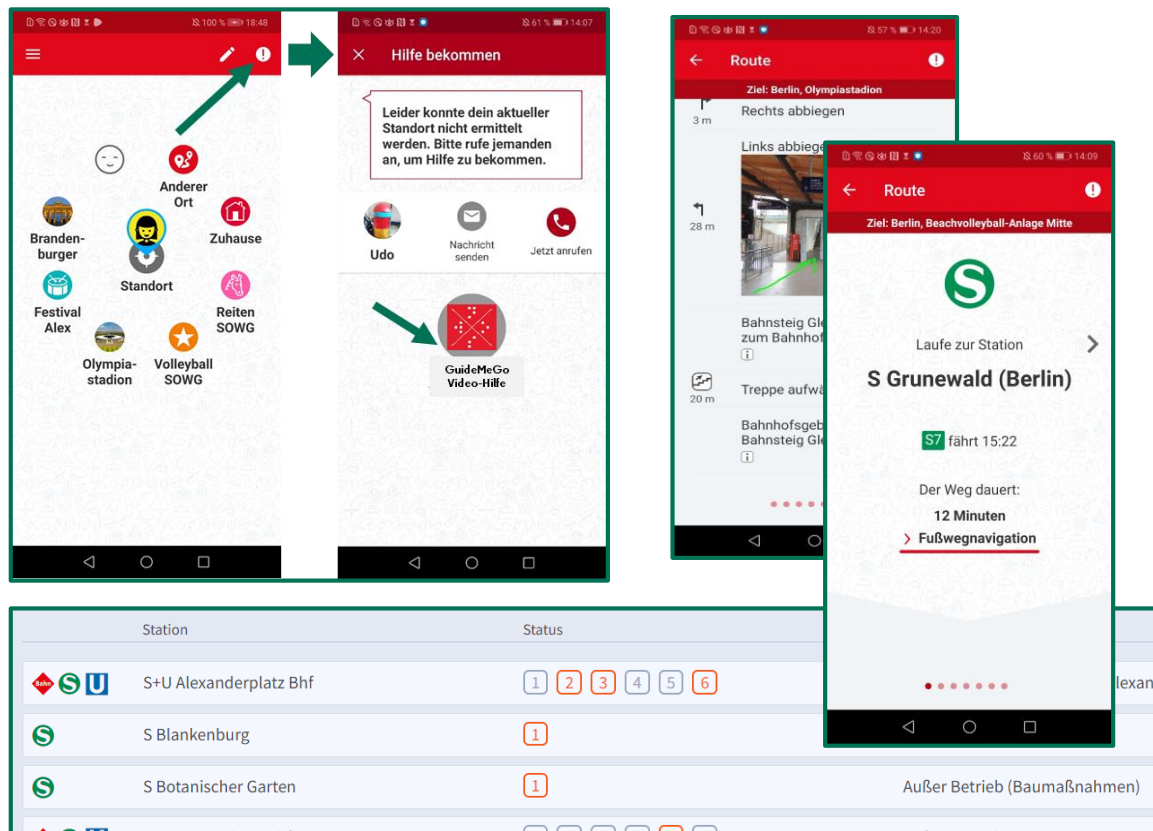 100 % 18:48
Anderer
Ort
Branden-
burger
Zuhause
Standort
Festival
Alex
Reiten
SOWG
Olympia-
stadion
Volleyball
SOWG
61 % 14:07
Hilfe bekommen
Leider konnte dein aktueller
Standort nicht ermittelt
werden. Bitte rufe jemanden
an, um Hilfe zu bekommen.
Udo
Nachricht
senden
Jetzt anrufen
GuideMeGo
Video-Hilfe
57 % 14:20
Route
Ziel: Berlin, Olympiastadion
3 m
Rechts abbiegen
Links abbiege
28 m
Bahnsteig Gle
zum Bahnhof
Treppe aufwä
20 m
Bahnhofsgeb
Bahnsteig Gle
60 % 14:09
Route
Ziel: Berlin, Beachvolleyball-Anlage Mitte
S
Laufe zur Station
S Grunewald (Berlin)
S7 fährt 15:22
Der Weg dauert:
12 Minuten
Fußwegnavigation
Station Status
Bahn S U S+U Alexanderplatz Bhf 1 2 3 4 5 6 lexan
S S Blankenburg 1
S S Botanischer Garten 1 Außer Betrieb (Baumaßnahmen)